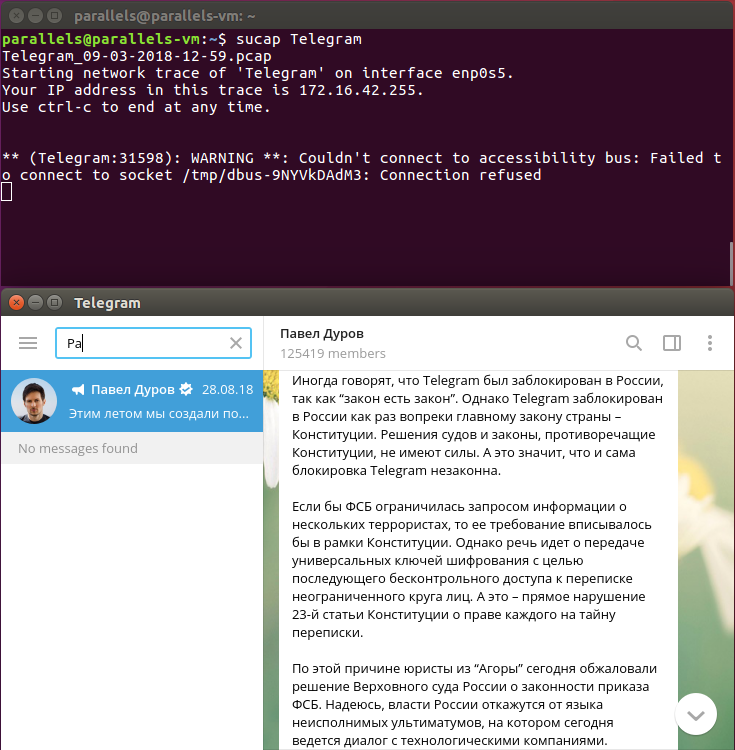 parallels@parallels-vm: ~
parallels@parallels-vm:~$ sucap Telegram
Telegram_09-03-2018-12-59.pcap
Starting network trace of 'Telegram' on interface enp0s5.
Your IP address in this trace is 172.16.42.255.
Use ctrl-c to end at any time.
** (Telegram:31598): WARNING **: Couldn't connect to accessibility bus: Failed t
o connect to socket /tmp/dbus-9NYVkDAdM3: Connection refused
Telegram
Pa
Павел Дуров 28.08.18
Этим летом мы создали по...
No messages found
Павел Дуров
125419 members
Иногда говорят, что Telegram был заблокирован в России,
так как “закон есть закон”. Однако Telegram заблокирован
в России как раз вопреки главному закону страны –
Конституции. Решения судов и законы, противоречащие
Конституции, не имеют силы. А это значит, что и сама
блокировка Telegram незаконна.
Если бы ФСБ ограничилась запросом информации о
нескольких террористах, то ее требование вписывалось
бы в рамки Конституции. Однако речь идет о передаче
универсальных ключей шифрования с целью
последующего бесконтрольного доступа к переписке
неограниченного круга лиц. А это – прямое нарушение
23-й статьи Конституции о праве каждого на тайну
переписки.
По этой причине юристы из “Агоры” сегодня обжаловали
решение Верховного суда России о законности приказа
ФСБ. Надеюсь, власти России откажутся от языка
неисполнимых ультиматумов, на котором сегодня
ведется диалог с технологическими компаниями.